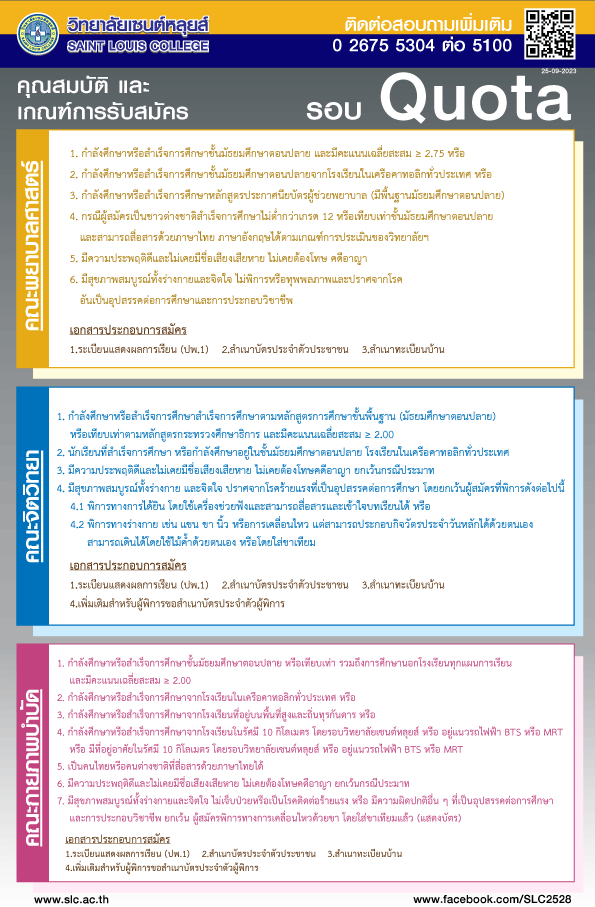 วิทยาลัยเซนต์หลุยส์
SAINT LOUIS COLLEGE
ติดต่อสอบถามเพิ่มเติม
0 2675 5304 ต่อ 5100
25-09-2023
คุณสมบัติ และ
เกณฑ์การรับสมัคร
รอบ Quota
คณะพยาบาลศาสตร์
1. กำลังศึกษาหรือสำเร็จการศึกษาชั้นมัธยมศึกษาตอนปลาย และมีคะแนนเฉลี่ยสะสม ≥ 2.75 หรือ
2. กำลังศึกษาหรือสำเร็จการศึกษาชั้นมัธยมศึกษาตอนปลายจากโรงเรียนในเครือคาทอลิกทั่วประเทศ หรือ
3. กำลังศึกษาหรือสำเร็จการศึกษาหลักสูตรประกาศนียบัตรผู้ช่วยพยาบาล (มีพื้นฐานมัธยมศึกษาตอนปลาย)
4. กรณีผู้สมัครเป็นชาวต่างชาติสำเร็จการศึกษาไม่ต่ำกว่าเกรด 12 หรือเทียบเท่าชั้นมัธยมศึกษาตอนปลาย
และสามารถสื่อสารด้วยภาษาไทย ภาษาอังกฤษได้ตามเกณฑ์การประเมินของวิทยาลัยฯ
5. มีความประพฤติดีและไม่เคยมีชื่อเสียงเสียหาย ไม่เคยต้องโทษ คดีอาญา
6. มีสุขภาพสมบูรณ์ทั้งร่างกายและจิตใจ ไม่พิการหรือทุพพลภาพและปราศจากโรค
อันเป็นอุปสรรคต่อการศึกษาและการประกอบวิชาชีพ
เอกสารประกอบการสมัคร
1.ระเบียนแสดงผลการเรียน (ปพ.1) 2.สำเนาบัตรประจำตัวประชาชน 3.สำเนาทะเบียนบ้าน
คณะจิตวิทยา
1. กำลังศึกษาหรือสำเร็จการศึกษาสำเร็จการศึกษาตามหลักสูตรการศึกษาขั้นพื้นฐาน (มัธยมศึกษาตอนปลาย)
หรือเทียบเท่าตามหลักสูตรกระทรวงศึกษาธิการ และมีคะแนนเฉลี่ยสะสม ≥ 2.00
2. นักเรียนที่สำเร็จการศึกษา หรือกำลังศึกษาอยู่ในชั้นมัธยมศึกษาตอนปลาย โรงเรียนในเครือคาทอลิกทั่วประเทศ
3. มีความประพฤติดีและไม่เคยมีชื่อเสียงเสียหาย ไม่เคยต้องโทษคดีอาญา ยกเว้นกรณีประมาท
4. มีสุขภาพสมบูรณ์ทั้งร่างกาย และจิตใจ ปราศจากโรคร้ายแรงที่เป็นอุปสรรคต่อการศึกษา โดยยกเว้นผู้สมัครที่พิการดังต่อไปนี้
4.1 พิการทางการได้ยิน โดยใช้เครื่องช่วยฟังและสามารถสื่อสารและเข้าใจบทเรียนได้ หรือ
4.2 พิการทางร่างกาย เช่น แขน ขา นิ้ว หรือการเคลื่อนไหว แต่สามารถประกอบกิจวัตรประจำวันหลักได้ด้วยตนเอง
สามารถเดินได้โดยใช้ไม้ค้ำด้วยตนเอง หรือโดยใส่ขาเทียม
เอกสารประกอบการสมัคร
1.ระเบียนแสดงผลการเรียน (ปพ.1) 2.สำเนาบัตรประจำตัวประชาชน 3.สำเนาทะเบียนบ้าน
4.เพิ่มเติมสำหรับผู้พิการขอสำเนาบัตรประจำตัวผู้พิการ
คณะกายภาพบำบัด
1. กำลังศึกษาหรือสำเร็จการศึกษาชั้นมัธยมศึกษาตอนปลาย หรือเทียบเท่า รวมถึงการศึกษานอกโรงเรียนทุกแผนการเรียน
และมีคะแนนเฉลี่ยสะสม ≥ 2.00
2. กำลังศึกษาหรือสำเร็จการศึกษาจากโรงเรียนในเครือคาทอลิกทั่วประเทศ หรือ
3. กำลังศึกษาหรือสำเร็จการศึกษาจากโรงเรียนที่อยู่บนพื้นที่สูงและถิ่นทุรกันดาร หรือ
4. กำลังศึกษาหรือสำเร็จการศึกษาจากโรงเรียนในรัศมี 10 กิโลเมตร โดยรอบวิทยาลัยเซนต์หลุยส์ หรือ อยู่แนวรถไฟฟ้า BTS หรือ MRT
หรือ มีที่อยู่อาศัยในรัศมี 10 กิโลเมตร โดยรอบวิทยาลัยเซนต์หลุยส์ หรือ อยู่แนวรถไฟฟ้า BTS หรือ MRT
5. เป็นคนไทยหรือคนต่างชาติที่สื่อสารด้วยภาษาไทยได้
6. มีความประพฤติดีและไม่เคยมีชื่อเสียงเสียหาย ไม่เคยต้องโทษคดีอาญา ยกเว้นกรณีประมาท
7. มีสุขภาพสมบูรณ์ทั้งร่างกายและจิตใจ ไม่เจ็บป่วยหรือเป็นโรคติดต่อร้ายแรง หรือ มีความผิดปกติอื่น ๆ ที่เป็นอุปสรรคต่อการศึกษา
และการประกอบวิชาชีพ ยกเว้น ผู้สมัครพิการทางการเคลื่อนไหวด้วยขา โดยใส่ขาเทียมแล้ว (แสดงบัตร)
เอกสารประกอบการสมัคร
1.ระเบียนแสดงผลการเรียน (ปพ.1) 2.สำเนาบัตรประจำตัวประชาชน 3.สำเนาทะเบียนบ้าน
4.เพิ่มเติมสำหรับผู้พิการขอสำเนาบัตรประจำตัวผู้พิการ
www.slc.ac.th
www.facebook.com/SLC2528